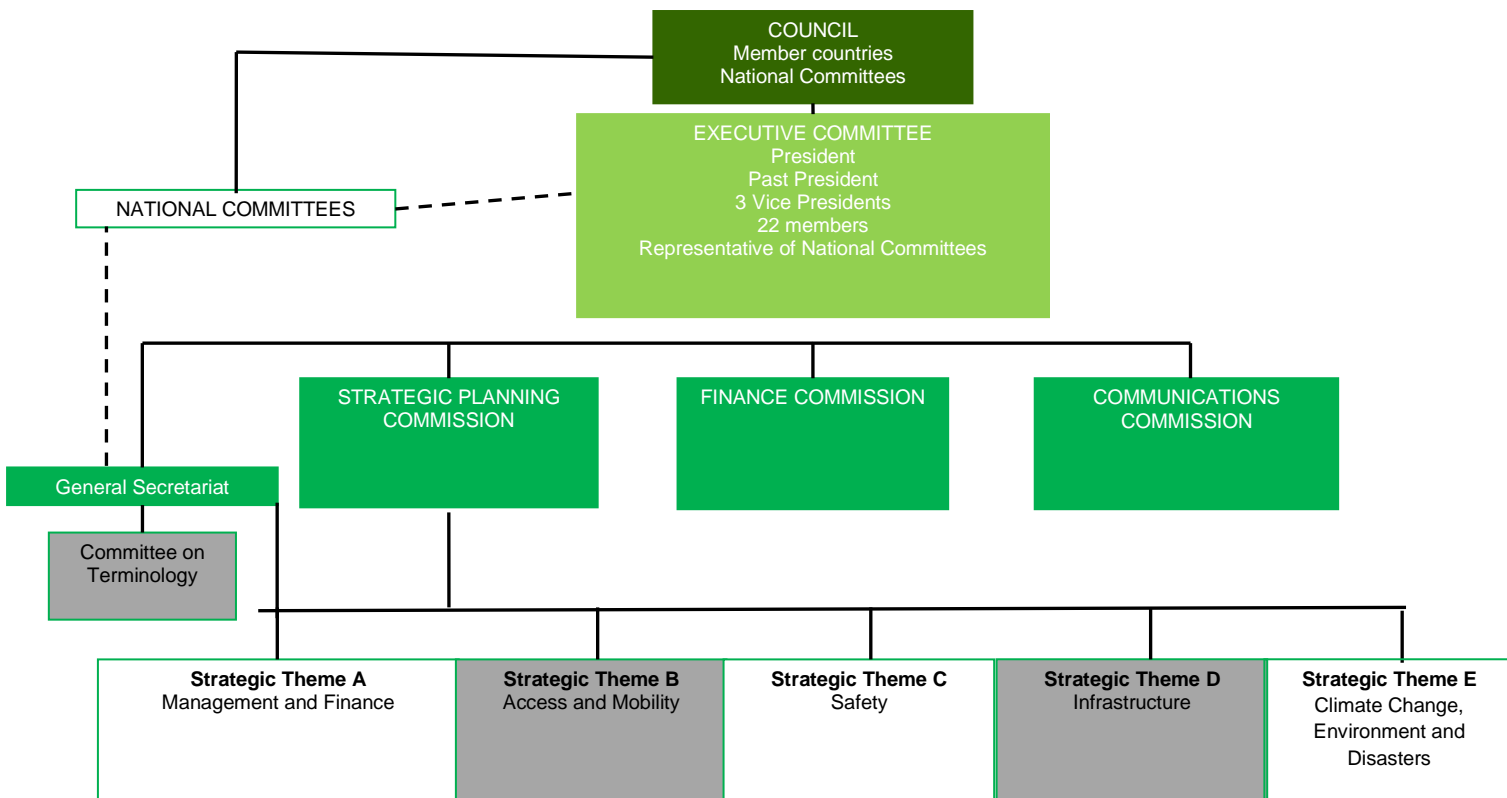 COUNCIL
Member countries
National Committees
EXECUTIVE COMMITTEE
President
Past President
3 Vice Presidents
22 members
Representative of National Committees
NATIONAL COMMITTEES
STRATEGIC PLANNING
COMMISSION
FINANCE COMMISSION
COMMUNICATIONS
COMMISSION
General Secretariat
Committee on
Terminology
Strategic Theme A
Management and Finance
Strategic Theme B
Access and Mobility
Strategic Theme C
Safety
Strategic Theme D
Infrastructure
Strategic Theme E
Climate Change,
Environment and
Disasters